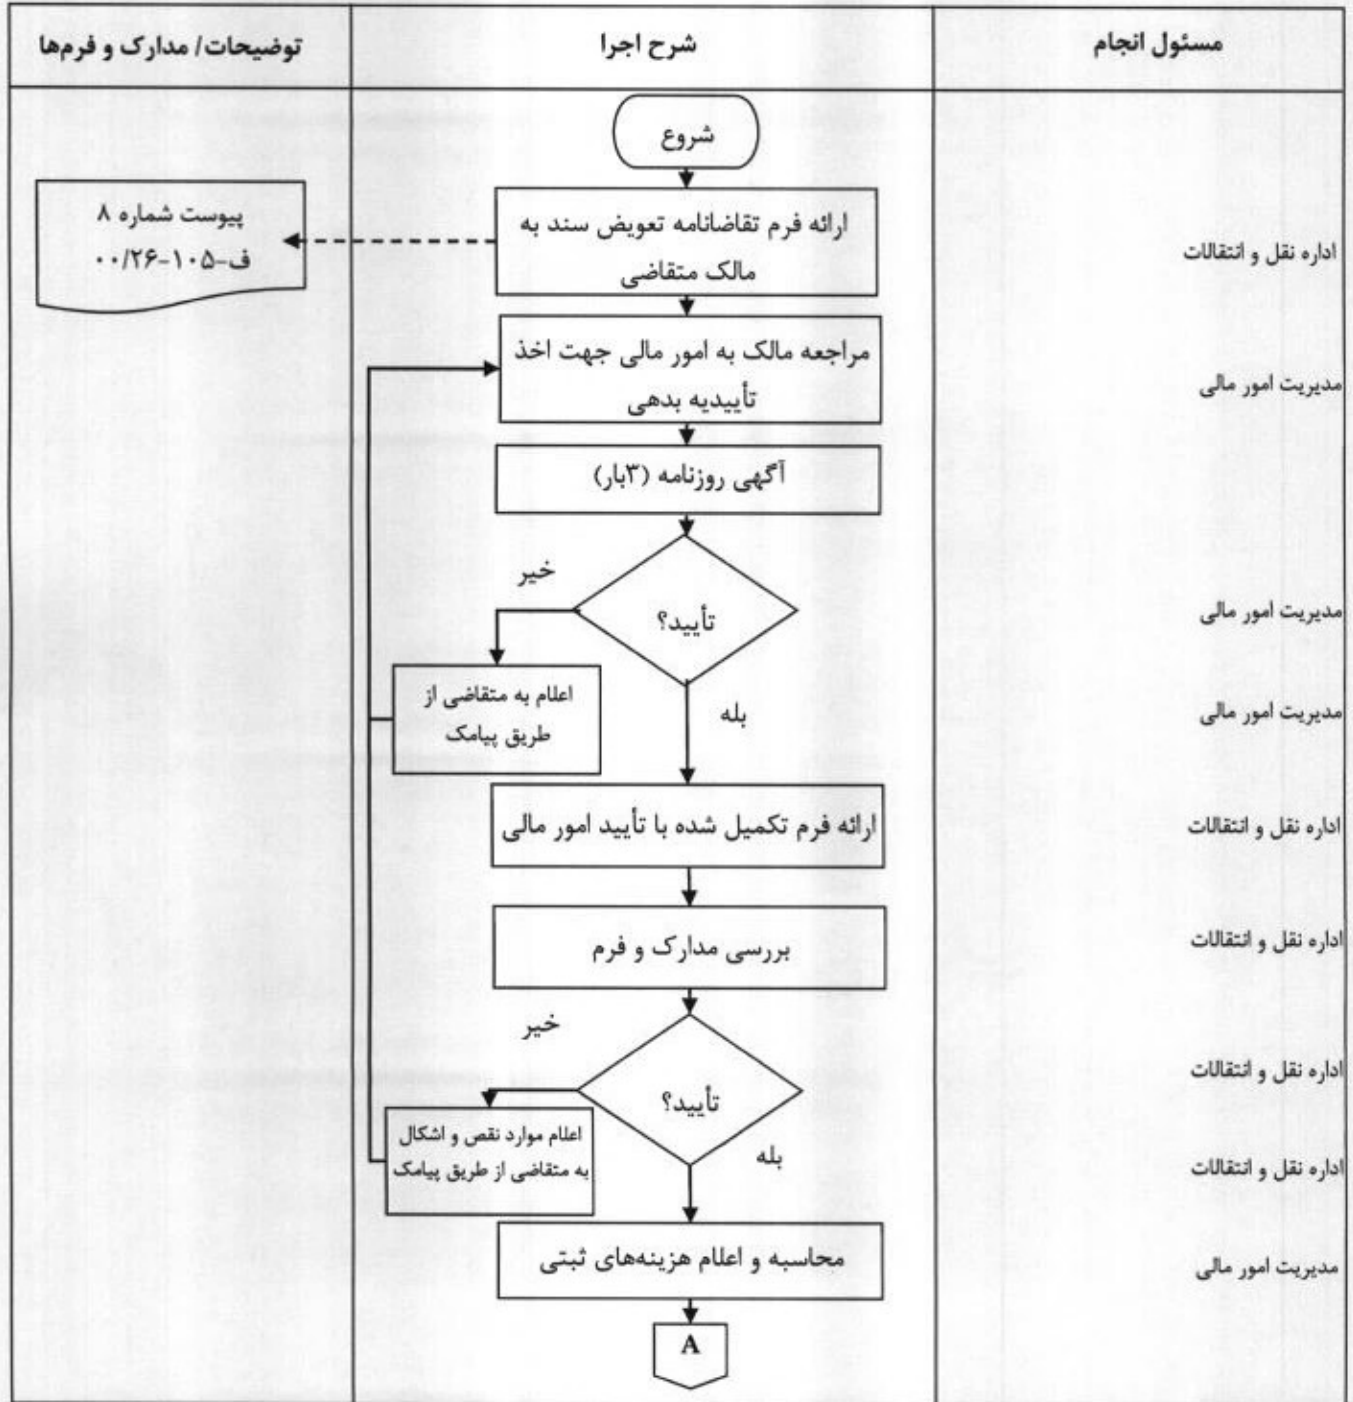 مسئول انجام
شرح اجرا
توضیحات/ مدارک و فرم‌ها
شروع
اداره نقل و انتقالات
ارائه فرم تقاضانامه تعویض سند به
مالک متقاضی
پیوست شماره ۸
ف-۱۰۵-۰۰/۲۶
مدیریت امور مالی
مراجعه مالک به امور مالی جهت اخذ
تأییدیه بدهی
آگهی روزنامه (۳بار)
مدیریت امور مالی
تأیید؟
خیر
بله
مدیریت امور مالی
اعلام به متقاضی از
طریق پیامک
اداره نقل و انتقالات
ارائه فرم تکمیل شده با تأیید امور مالی
اداره نقل و انتقالات
بررسی مدارک و فرم
اداره نقل و انتقالات
تأیید؟
خیر
بله
اداره نقل و انتقالات
اعلام موارد نقص و اشکال
به متقاضی از طریق پیامک
مدیریت امور مالی
محاسبه و اعلام هزینه‌های ثبتی
A